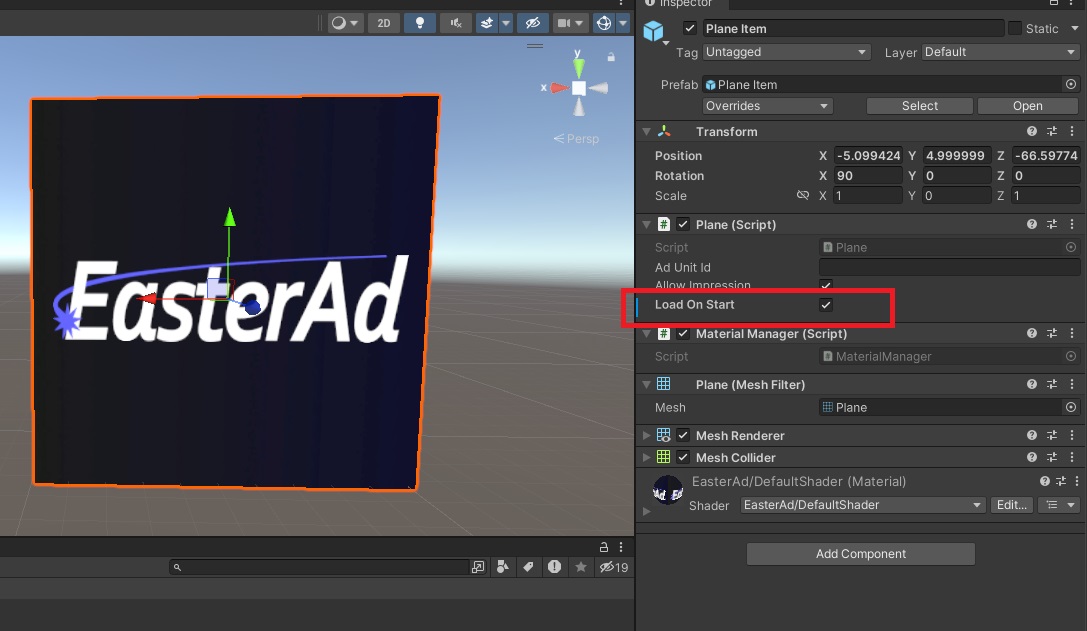 Inspector
2D
Plane Item
Static
Tag Untagged Layer Default
Prefab Plane Item
Overrides Select Open
y
x
Persp
Transform
Position X -5.099424 Y 4.999999 Z -66.59774
Rotation X 90 Y 0 Z 0
Scale X 1 Y 0 Z 1
# Plane (Script)
Script Plane
Ad Unit Id
Allow Impression
Load On Start
# Material Manager (Script)
Script MaterialManager
Plane (Mesh Filter)
Mesh Plane
Mesh Renderer
Mesh Collider
EasterAd/DefaultShader (Material)
Shader EasterAd/DefaultShader Edit...
Add Component
EasterAd
19